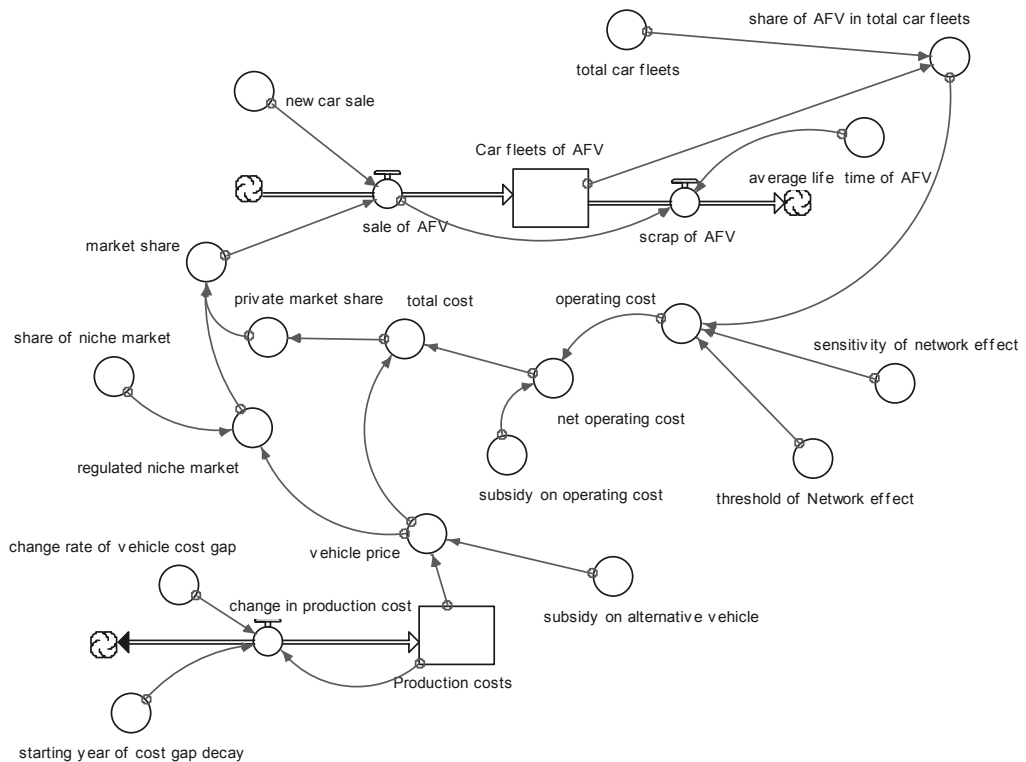 share of AFV in total car fleets
total car fleets
new car sale
Car fleets of AFV
average life time of AFV
sale of AFV
scrap of AFV
market share
private market share
total cost
operating cost
share of niche market
sensitivity of network effect
net operating cost
regulated niche market
subsidy on operating cost
threshold of Network effect
change rate of vehicle cost gap
vehicle price
change in production cost
subsidy on alternative vehicle
Production costs
starting year of cost gap decay